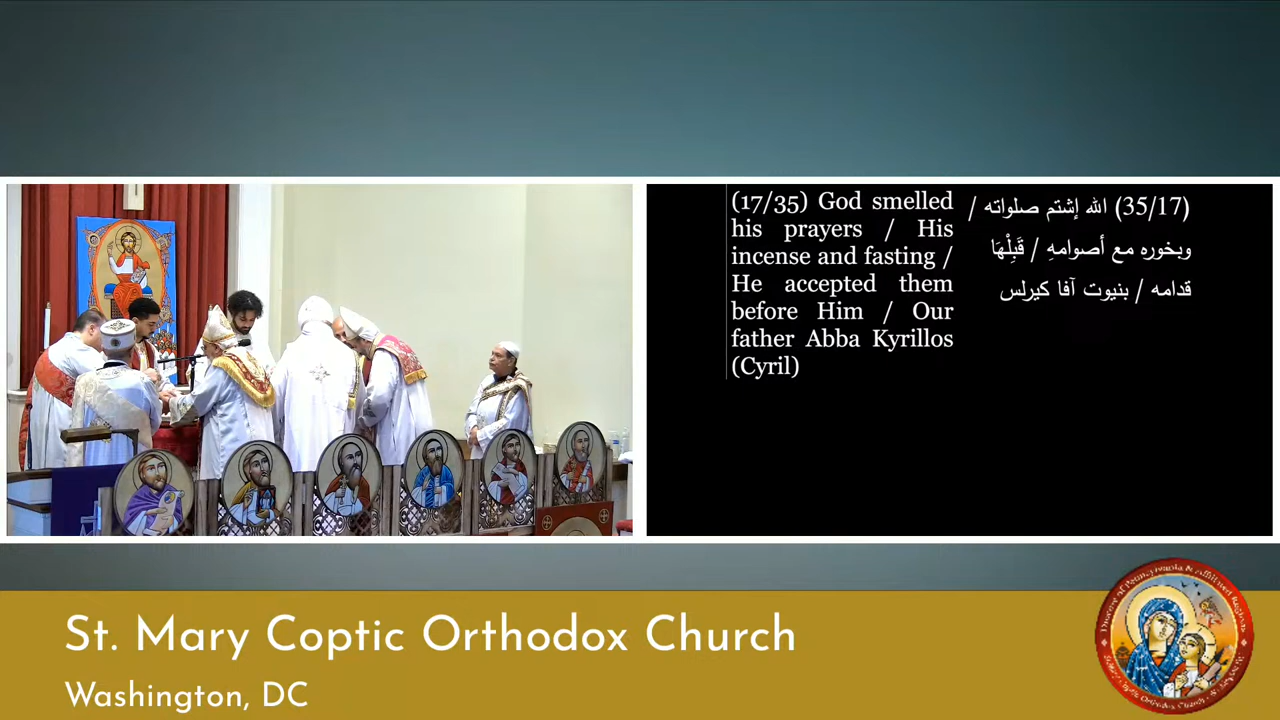 (17/35) God smelled
his prayers / His
incense and fasting /
He accepted them
before Him / Our
father Abba Kyrillos
(Cyril)
(35/17) الله إشتم صلواته /
وبخوره مع أصوامهِ / قَبِلْهَا
قدامه / بنيوت آفا كيرلس
St. Mary Coptic Orthodox Church
Washington, DC